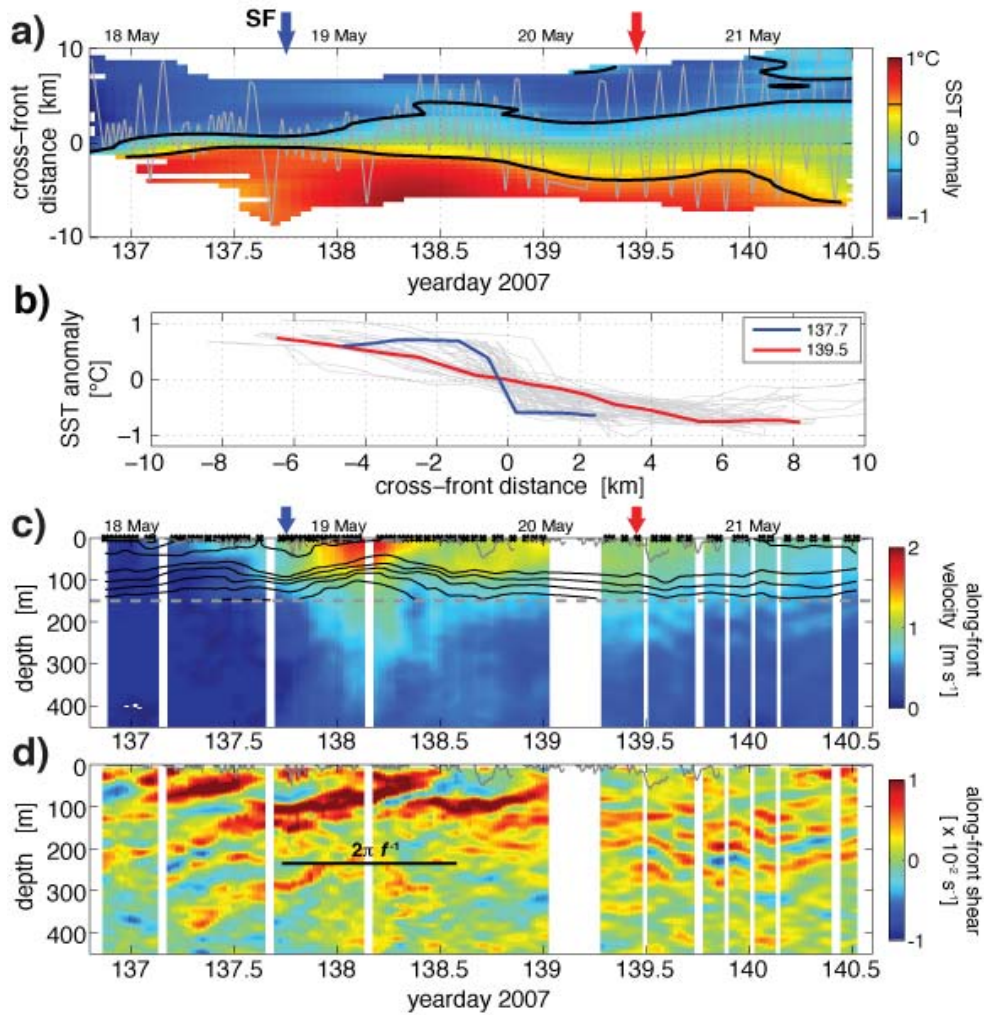 a)
SF
18 May 19 May 20 May 21 May
10
0
-10
cross-front
distance [km]
137 137.5 138 138.5 139 139.5 140 140.5
yearday 2007
1°C
0
-1
SST anomaly
b)
1
0
-1
SST anomaly
[°C]
137.7
139.5
-10 -8 -6 -4 -2 0 2 4 6 8 10
cross-front distance [km]
c)
18 May 19 May 20 May 21 May
0
100
200
300
400
depth [m]
137 137.5 138 138.5 139 139.5 140 140.5
2
1
0
along-front
velocity [m s⁻¹]
d)
0
100
200
300
400
depth [m]
2π f⁻¹
137 137.5 138 138.5 139 139.5 140 140.5
yearday 2007
1
0
-1
along-front shear
[ x 10⁻² s⁻¹]